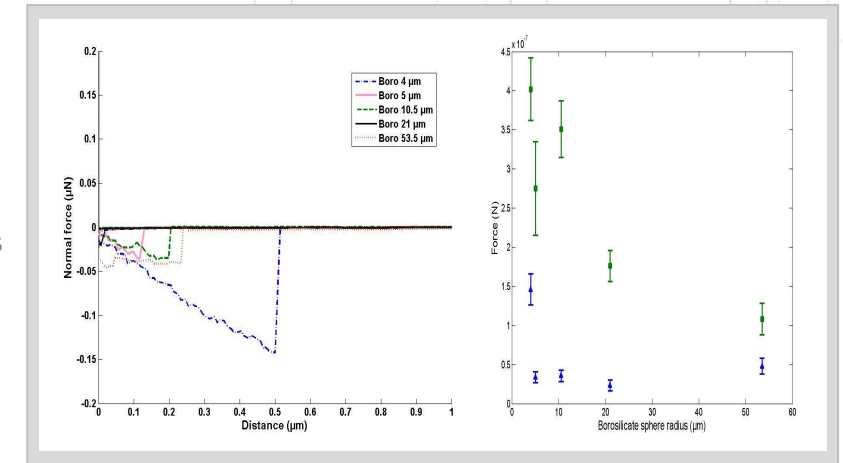 0.2
0.15
0.1
0.05
0
-0.05
-0.1
-0.15
-0.2
0 0.1 0.2 0.3 0.4 0.5 0.6 0.7 0.8 0.9 1
Normal force (µN)
Distance (µm)
Boro 4 µm
Boro 5 µm
Boro 10.5 µm
Boro 21 µm
Boro 53.5 µm
x 10⁻⁷
4.5
4
3.5
3
2.5
2
1.5
1
0.5
0
0 10 20 30 40 50 60
Force (N)
Borosilicate sphere radius (µm)